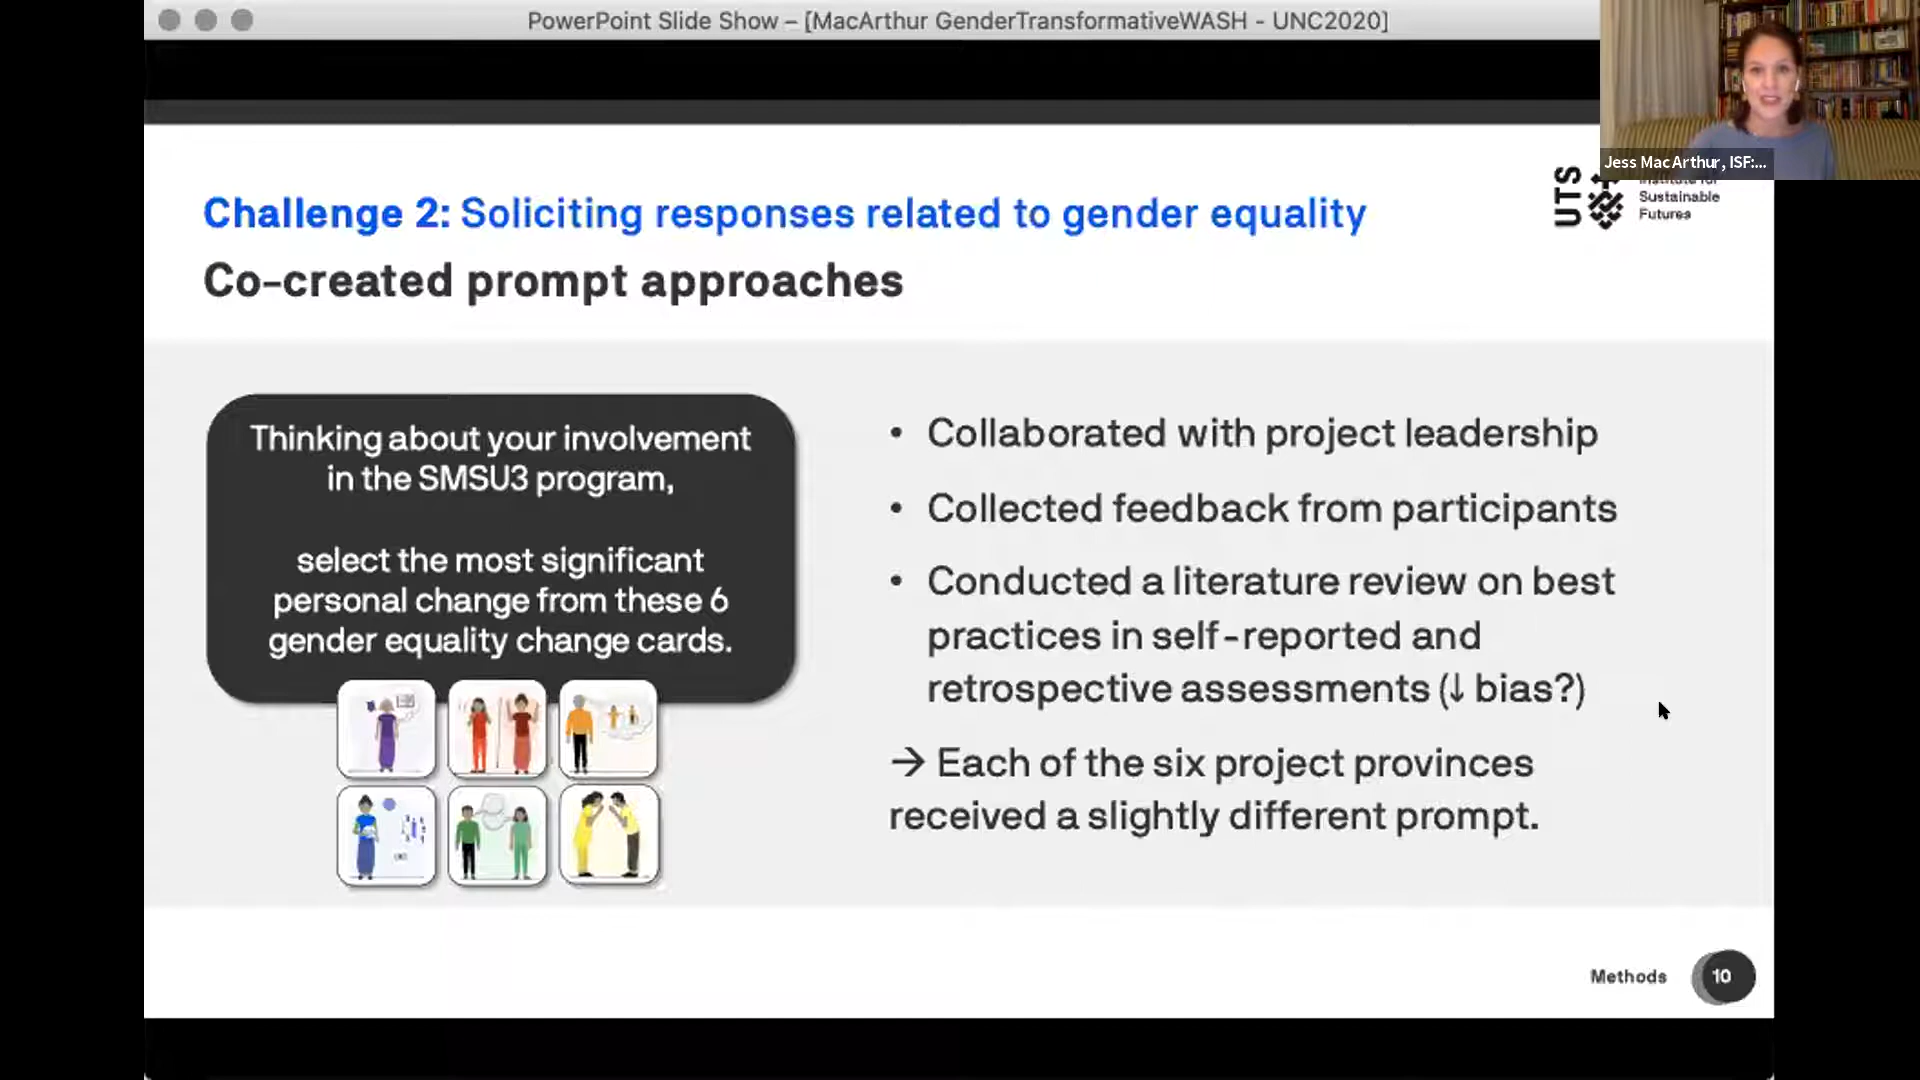 PowerPoint Slide Show – [MacArthur GenderTransformativeWASH - UNC2020]
Jess MacArthur, ISF:...
UTS
Institute for
Sustainable
Futures
Challenge 2: Soliciting responses related to gender equality
Co-created prompt approaches
Thinking about your involvement
in the SMSU3 program,
select the most significant
personal change from these 6
gender equality change cards.
• Collaborated with project leadership
• Collected feedback from participants
• Conducted a literature review on best
practices in self-reported and
retrospective assessments (↓ bias?)
→ Each of the six project provinces
received a slightly different prompt.
Methods
10